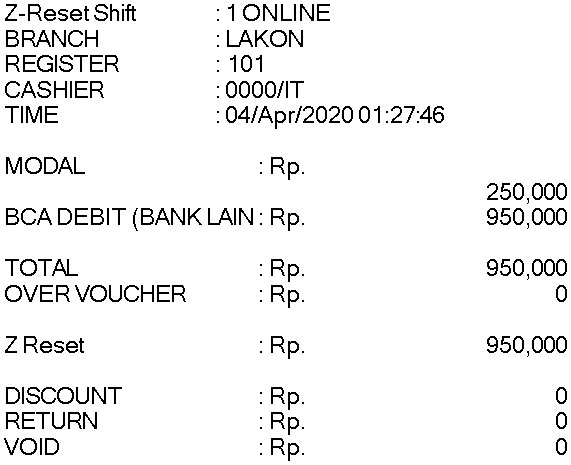 Z-Reset Shift : 1 ONLINE
BRANCH : LAKON
REGISTER : 101
CASHIER : 0000/IT
TIME : 04/Apr/2020 01:27:46
MODAL : Rp.
250,000
BCA DEBIT (BANK LAIN : Rp. 950,000
TOTAL : Rp. 950,000
OVER VOUCHER : Rp. 0
Z Reset : Rp. 950,000
DISCOUNT : Rp. 0
RETURN : Rp. 0
VOID : Rp. 0